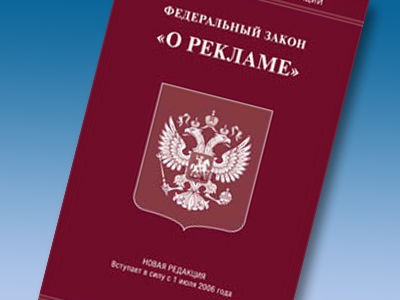 ФЕДЕРАЛЬНЫЙ ЗАКОН
«О РЕКЛАМЕ»
НОВАЯ РЕДАКЦИЯ
Вступает в силу с 1 июля 2006 года